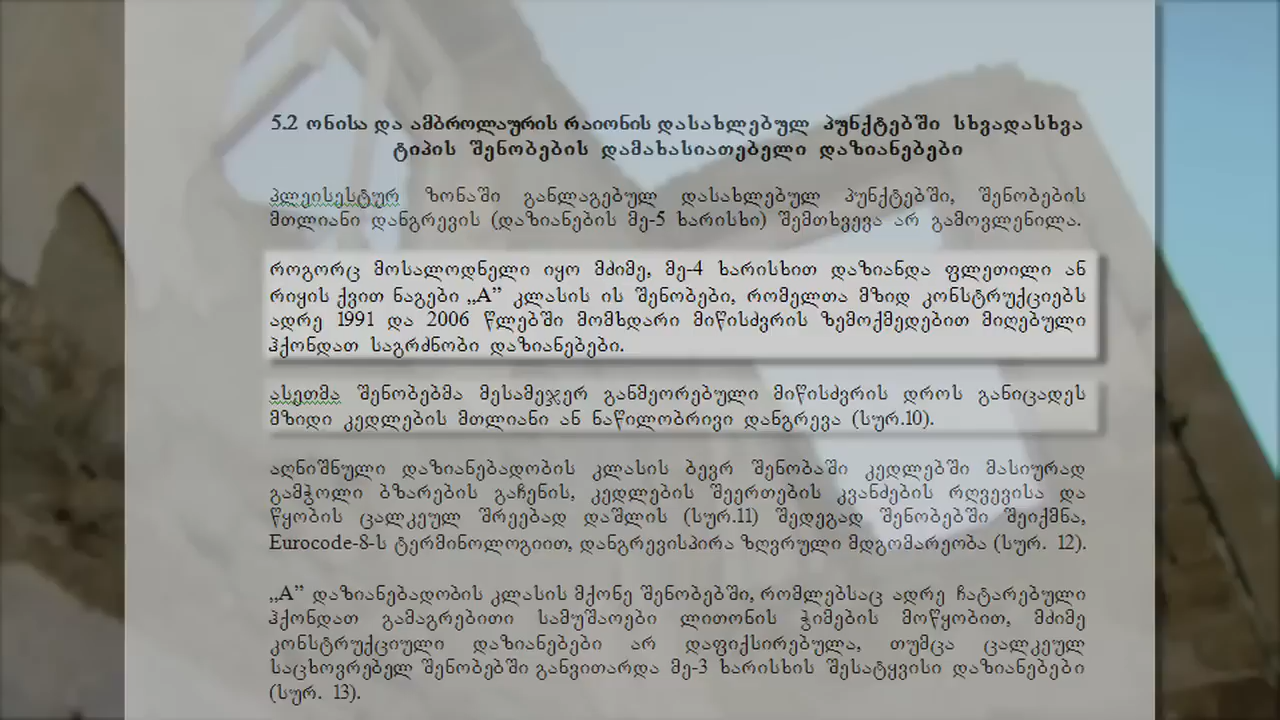 5.2 ონისა და ამბროლაურის რაიონის დასახლებულ პუნქტებში სხვადასხვა
ტიპის შენობების დამახასიათებელი დაზიანებები
პლეისესტურ ზონაში განლაგებულ დასახლებულ პუნქტებში, შენობების
მთლიანი დანგრევის (დაზიანების მე-5 ხარისხი) შემთხვევა არ გამოვლენილა.
როგორც მოსალოდნელი იყო მძიმე, მე-4 ხარისხით დაზიანდა ფლეთილი ან
რიყის ქვით ნაგები „A” კლასის ის შენობები, რომელთა მზიდ კონსტრუქციებს
ადრე 1991 და 2006 წლებში მომხდარი მიწისძვრის ზემოქმედებით მიღებული
ჰქონდათ საგრძნობი დაზიანებები.
ასეთმა შენობებმა მესამეჯერ განმეორებული მიწისძვრის დროს განიცადეს
მზიდი კედლების მთლიანი ან ნაწილობრივი დანგრევა (სურ.10).
აღნიშნული დაზიანებადობის კლასის ბევრ შენობაში კედლებში მასიურად
გამჭოლი ბზარების გაჩენის, კედლების შეერთების კვანძების რღვევისა და
წყობის ცალკეულ შრეებად დაშლის (სურ.11) შედეგად შენობებში შეიქმნა,
Eurocode-8-ს ტერმინოლოგიით, დანგრევისპირა ზღვრული მდგომარეობა (სურ. 12).
„A” დაზიანებადობის კლასის მქონე შენობებში, რომლებსაც ადრე ჩატარებული
ჰქონდათ გამაგრებითი სამუშაოები ლითონის ჭიმების მოწყობით, მძიმე
კონსტრუქციული დაზიანებები არ დაფიქსირებულა, თუმცა ცალკეულ
საცხოვრებელ შენობებში განვითარდა მე-3 ხარისხის შესატყვისი დაზიანებები
(სურ. 13).